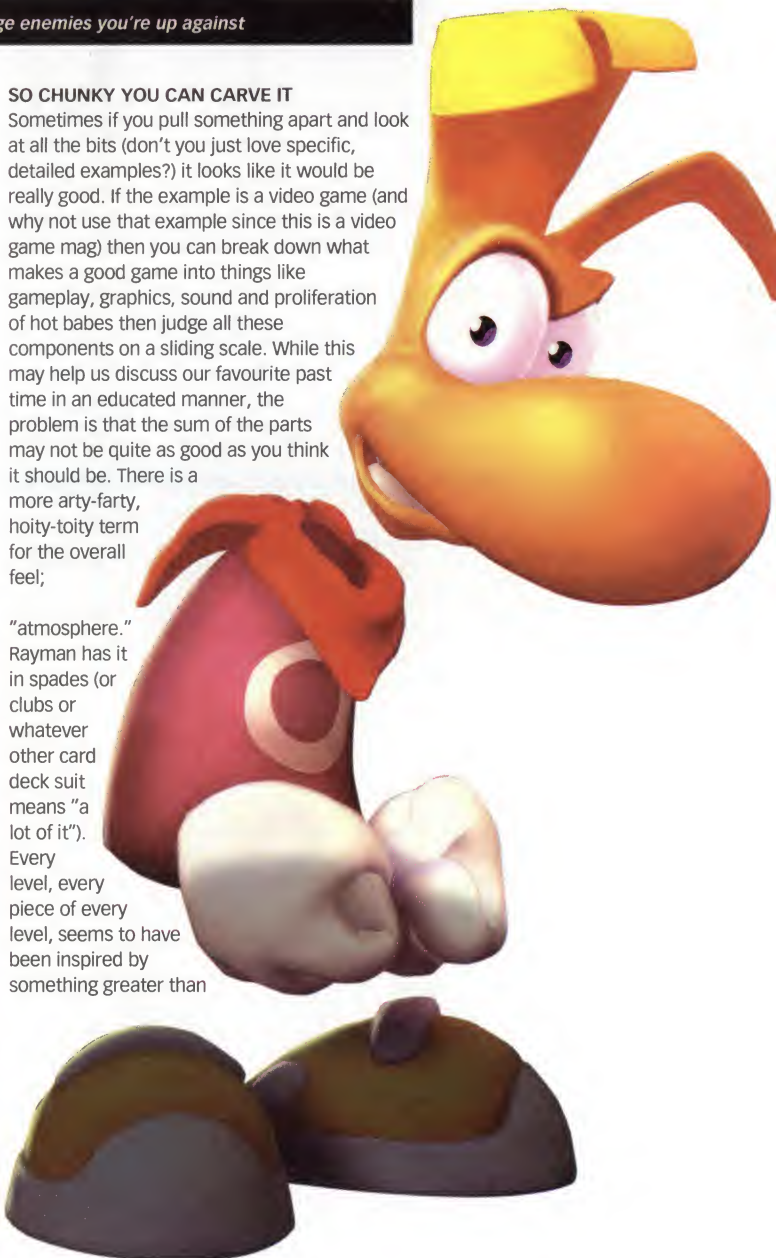 ge enemies you're up against
SO CHUNKY YOU CAN CARVE IT
Sometimes if you pull something apart and look
at all the bits (don't you just love specific,
detailed examples?) it looks like it would be
really good. If the example is a video game (and
why not use that example since this is a video
game mag) then you can break down what
makes a good game into things like
gameplay, graphics, sound and proliferation
of hot babes then judge all these
components on a sliding scale. While this
may help us discuss our favourite past
time in an educated manner, the
problem is that the sum of the parts
may not be quite as good as you think
it should be. There is a
more arty-farty,
hoity-toity term
for the overall
feel;
"atmosphere."
Rayman has it
in spades (or
clubs or
whatever
other card
deck suit
means "a
lot of it").
Every
level, every
piece of every
level, seems to have
been inspired by
something greater than